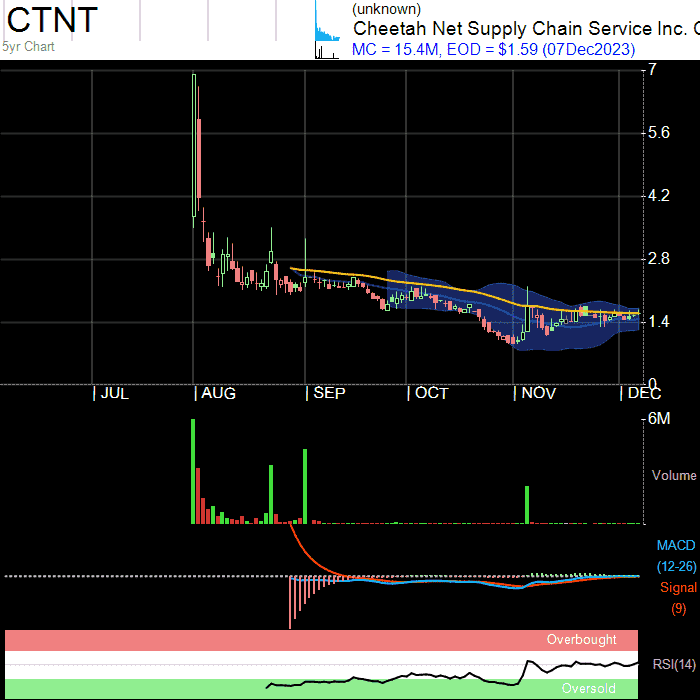 CTNT
5yr Chart
(unknown)
Cheetah Net Supply Chain Service Inc.
MC = 15.4M, EOD = $1.59 (07Dec2023)
7
5.6
4.2
2.8
1.4
0
JUL AUG SEP OCT NOV DEC
6M
Volume
MACD
(12-26)
Signal
(9)
Overbought
RSI(14)
Oversold